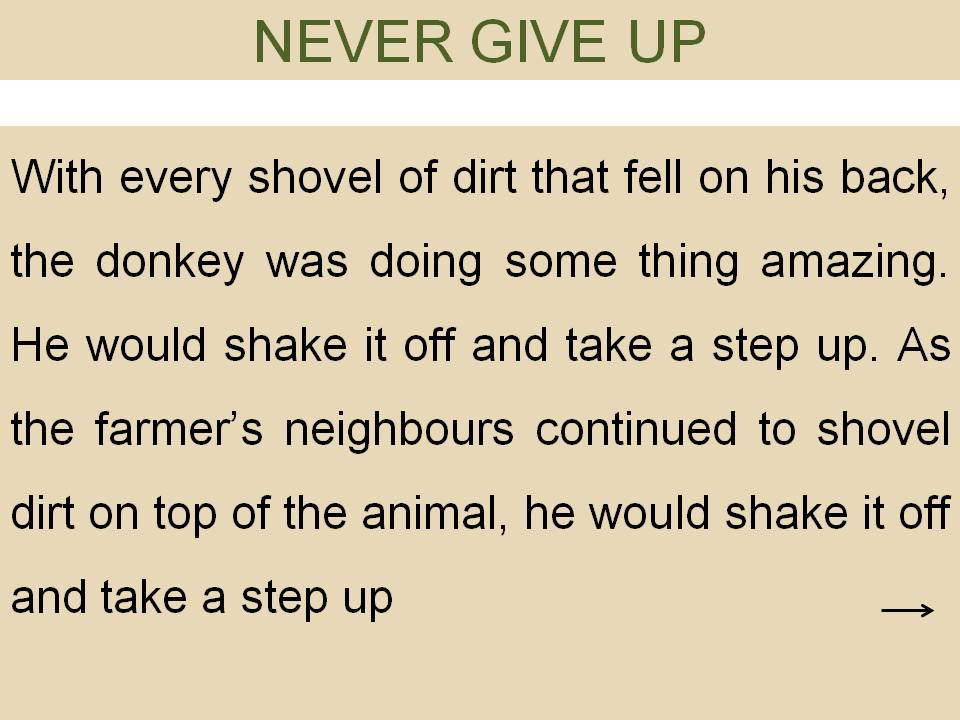 NEVER GIVE UP
With every shovel of dirt that fell on his back,
the donkey was doing some thing amazing.
He would shake it off and take a step up. As
the farmer’s neighbours continued to shovel
dirt on top of the animal, he would shake it off
and take a step up